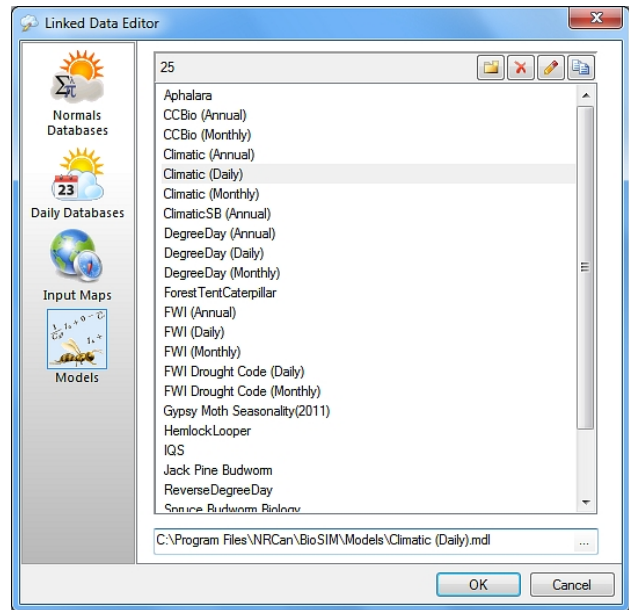 Linked Data Editor
Normals
Databases
23
Daily Databases
Input Maps
Models
25
Aphalara
CCBio (Annual)
CCBio (Monthly)
Climatic (Annual)
Climatic (Daily)
Climatic (Monthly)
ClimaticSB (Annual)
DegreeDay (Annual)
DegreeDay (Daily)
DegreeDay (Monthly)
ForestTentCaterpillar
FWI (Annual)
FWI (Daily)
FWI (Monthly)
FWI Drought Code (Daily)
FWI Drought Code (Monthly)
Gypsy Moth Seasonality(2011)
HemlockLooper
IQS
Jack Pine Budworm
ReverseDegreeDay
Spruce Budworm Biology
C:\Program Files\NRCan\BioSIM\Models\Climatic (Daily).mdl
...
OK
Cancel